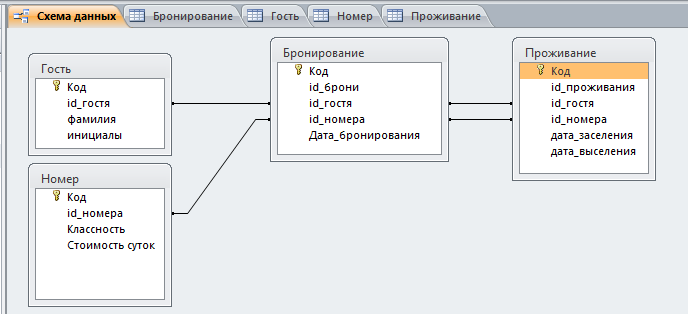 Схема данных Бронирование Гость Номер Проживание
Гость
Код
id_гостя
фамилия
инициалы
Номер
Код
id_номера
Классность
Стоимость суток
Бронирование
Код
id_брони
id_гостя
id_номера
Дата_бронирования
Проживание
Код
id_проживания
id_гостя
id_номера
дата_заселения
дата_выселения